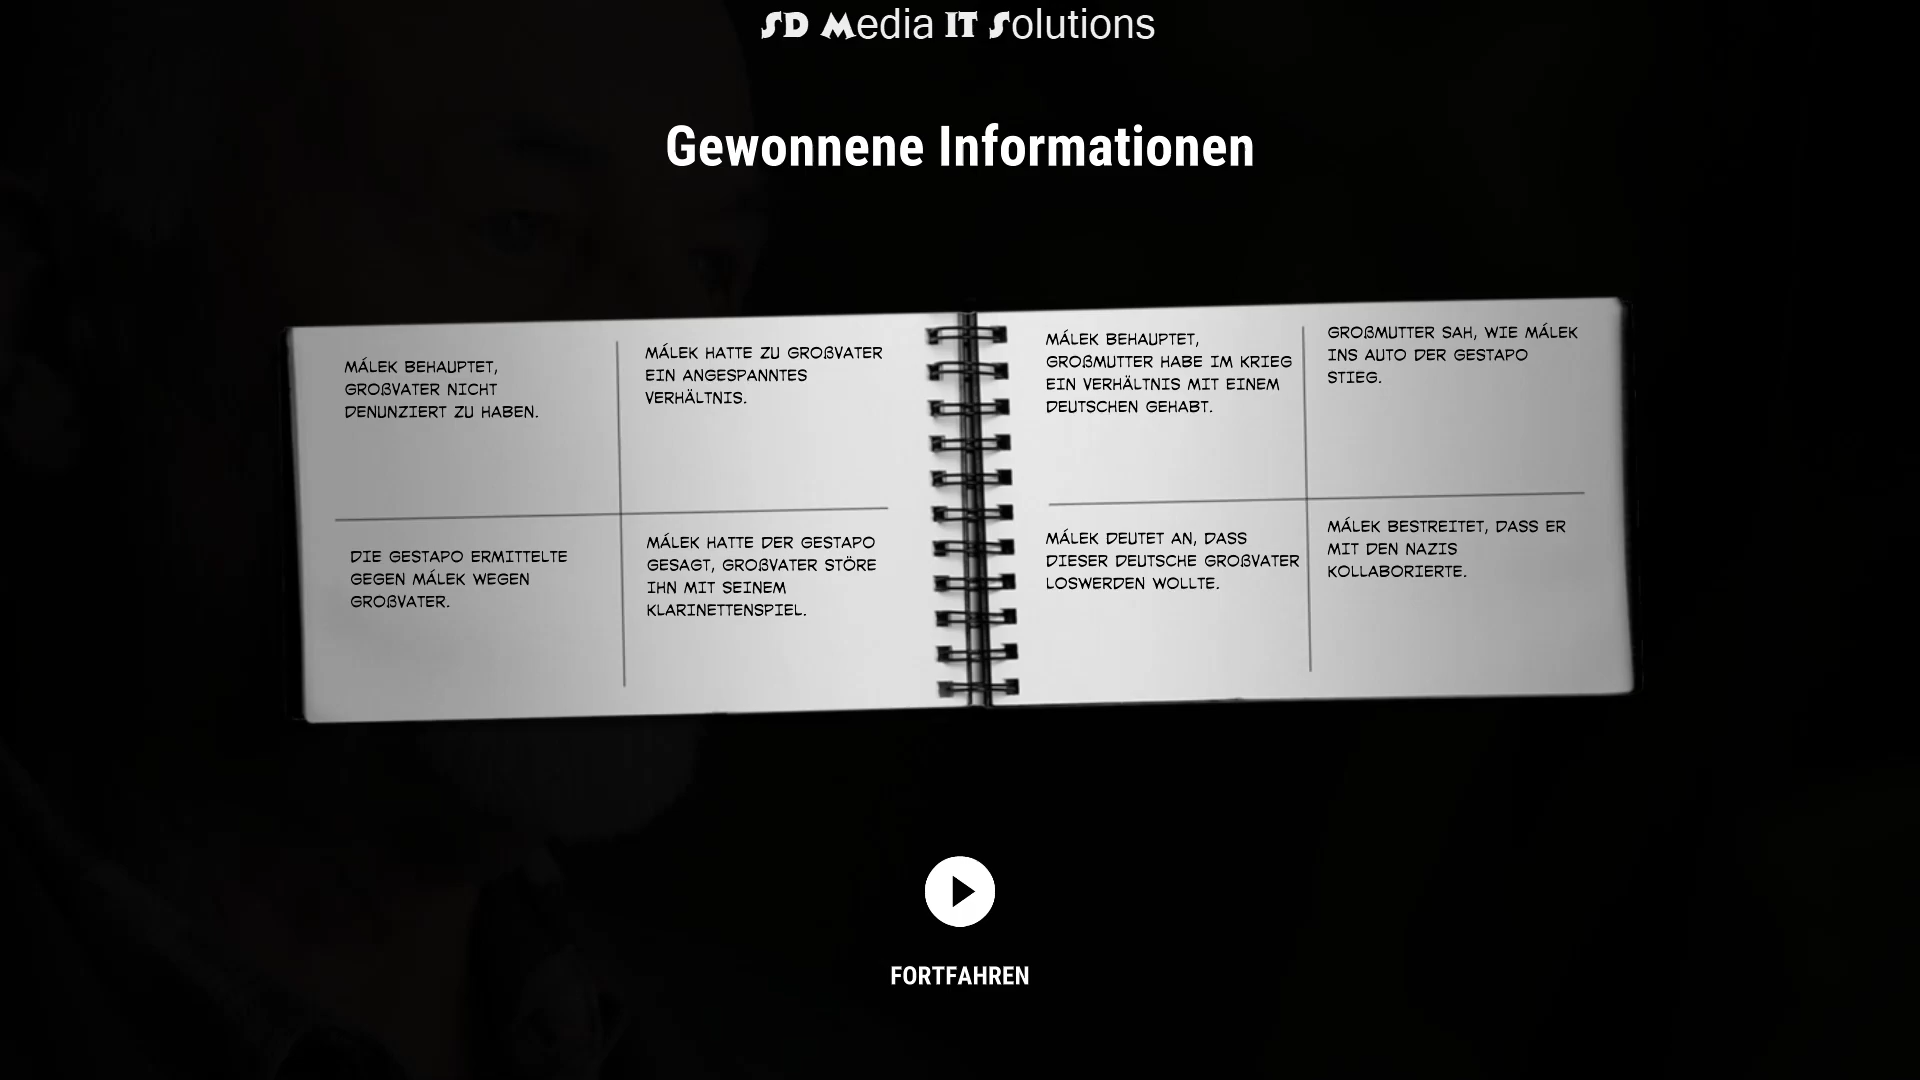 SD Media IT Solutions
Gewonnene Informationen
MÁLEK BEHAUPTET,
GROßVATER NICHT
DENUNZIERT ZU HABEN.
MÁLEK HATTE ZU GROßVATER
EIN ANGESPANNTES
VERHÄLTNIS.
DIE GESTAPO ERMITTELTE
GEGEN MÁLEK WEGEN
GROßVATER.
MÁLEK HATTE DER GESTAPO
GESAGT, GROßVATER STÖRE
IHN MIT SEINEM
KLARINETTENSPIEL.
MÁLEK BEHAUPTET,
GROßMUTTER HABE IM KRIEG
EIN VERHÄLTNIS MIT EINEM
DEUTSCHEN GEHABT.
GROßMUTTER SAH, WIE MÁLEK
INS AUTO DER GESTAPO
STIEG.
MÁLEK DEUTET AN, DASS
DIESER DEUTSCHE GROßVATER
LOSWERDEN WOLLTE.
MÁLEK BESTREITET, DASS ER
MIT DEN NAZIS
KOLLABORIERTE.
FORTFAHREN